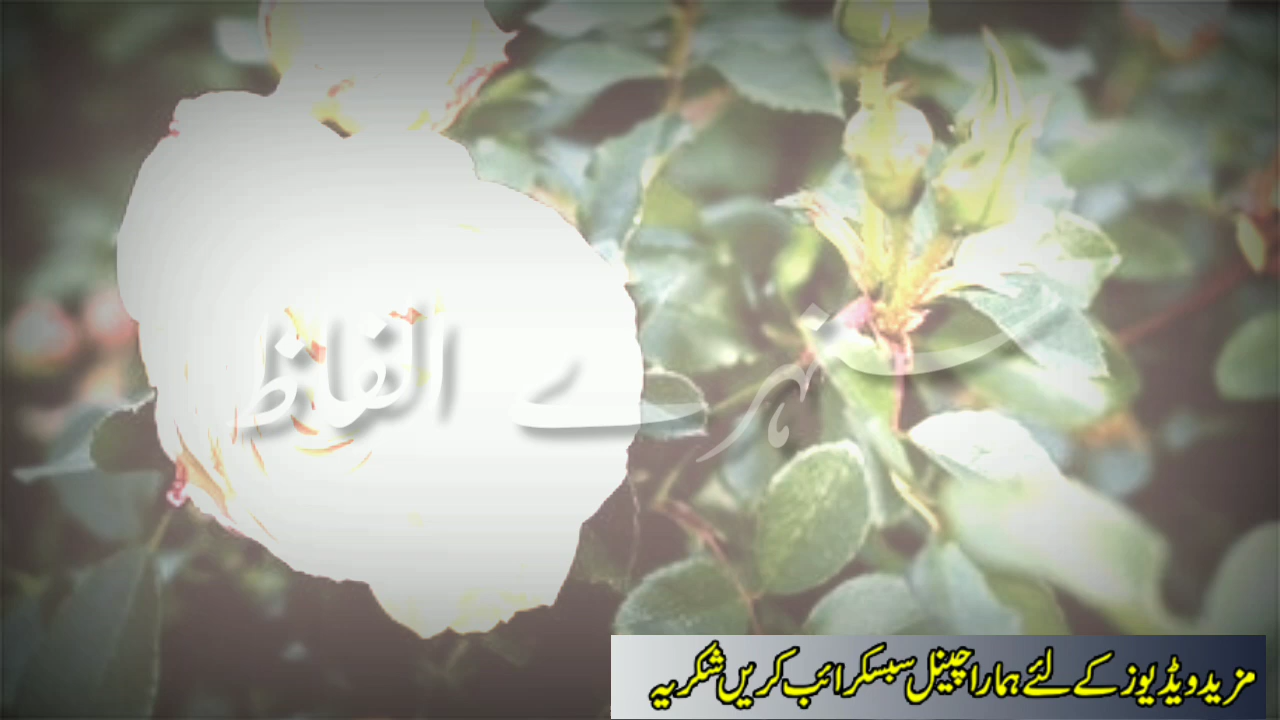 سنہرے الفاظ
مزید ویڈیوز کے لئے ہمارا چینل سبسکرائب کریں شکریہ